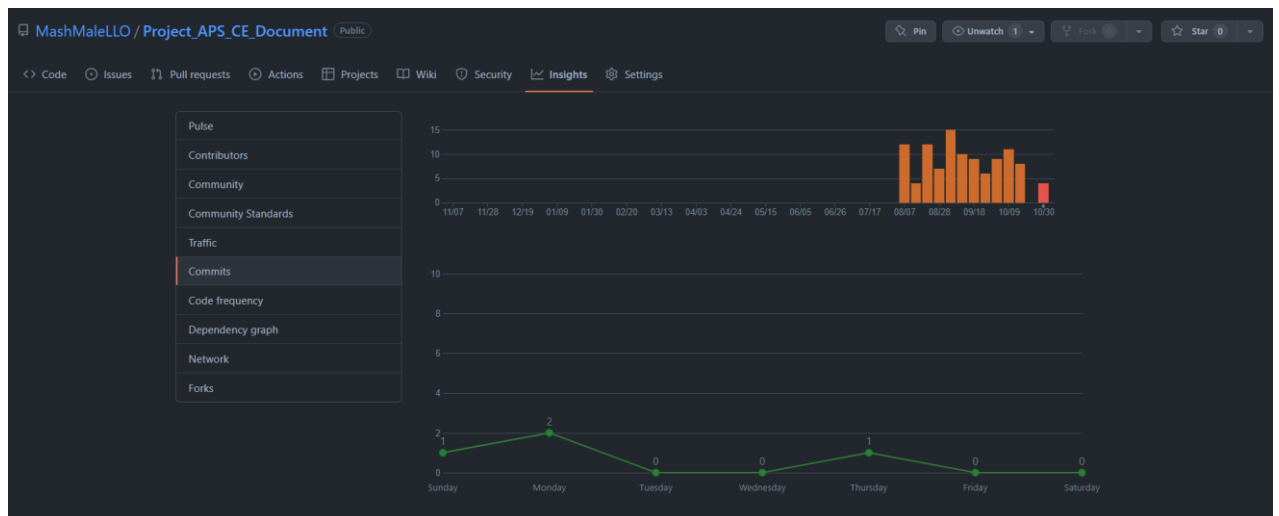 MashMaleLLO / Project_APS_CE_Document Public
Pin Unwatch 1 Fork Star 0
<> Code Issues Pull requests Actions Projects Wiki Security Insights Settings
Pulse
Contributors
Community
Community Standards
Traffic
Commits
Code frequency
Dependency graph
Network
Forks
15
10
5
0
11/07 11/28 12/19 01/09 01/30 02/20 03/13 04/03 04/24 05/15 06/05 06/26 07/17 08/07 08/28 09/18 10/09 10/30
10
8
6
4
2
0
1 2 0 0 1 0 0
Sunday Monday Tuesday Wednesday Thursday Friday Saturday